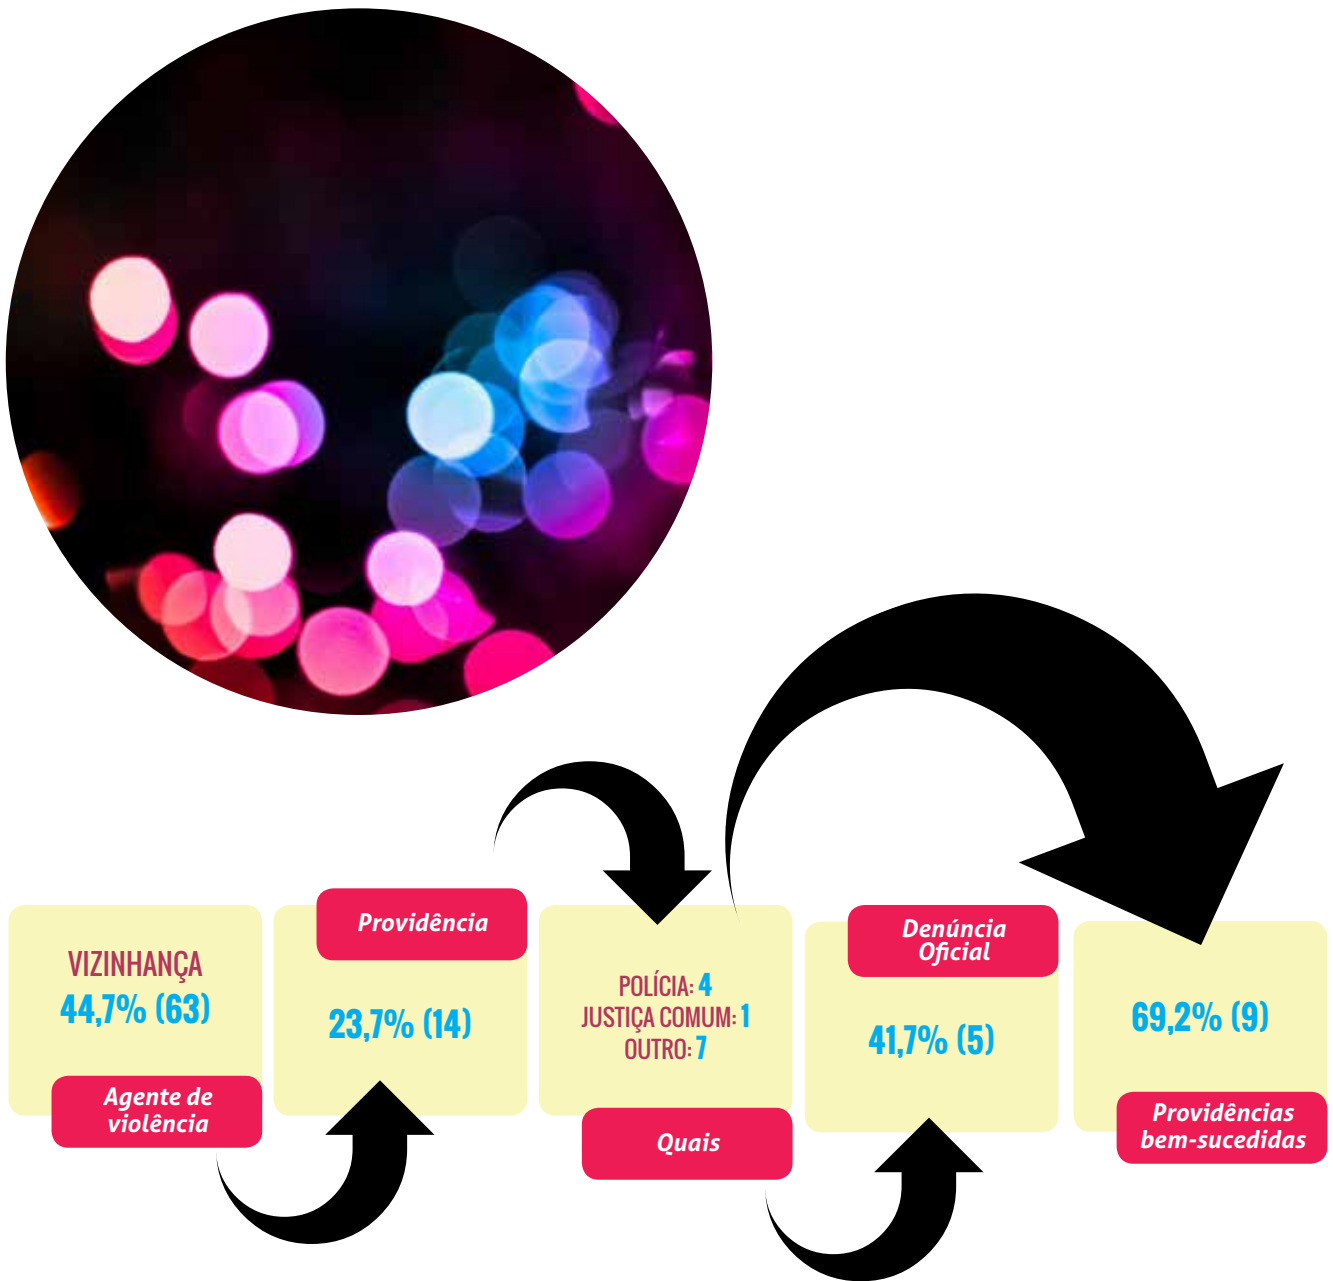 VIZINHANÇA
44,7% (63)
Agente de
violência
Providência
23,7% (14)
POLÍCIA: 4
JUSTIÇA COMUM: 1
OUTRO: 7
Quais
Denúncia
Oficial
41,7% (5)
69,2% (9)
Providências
bem-sucedidas